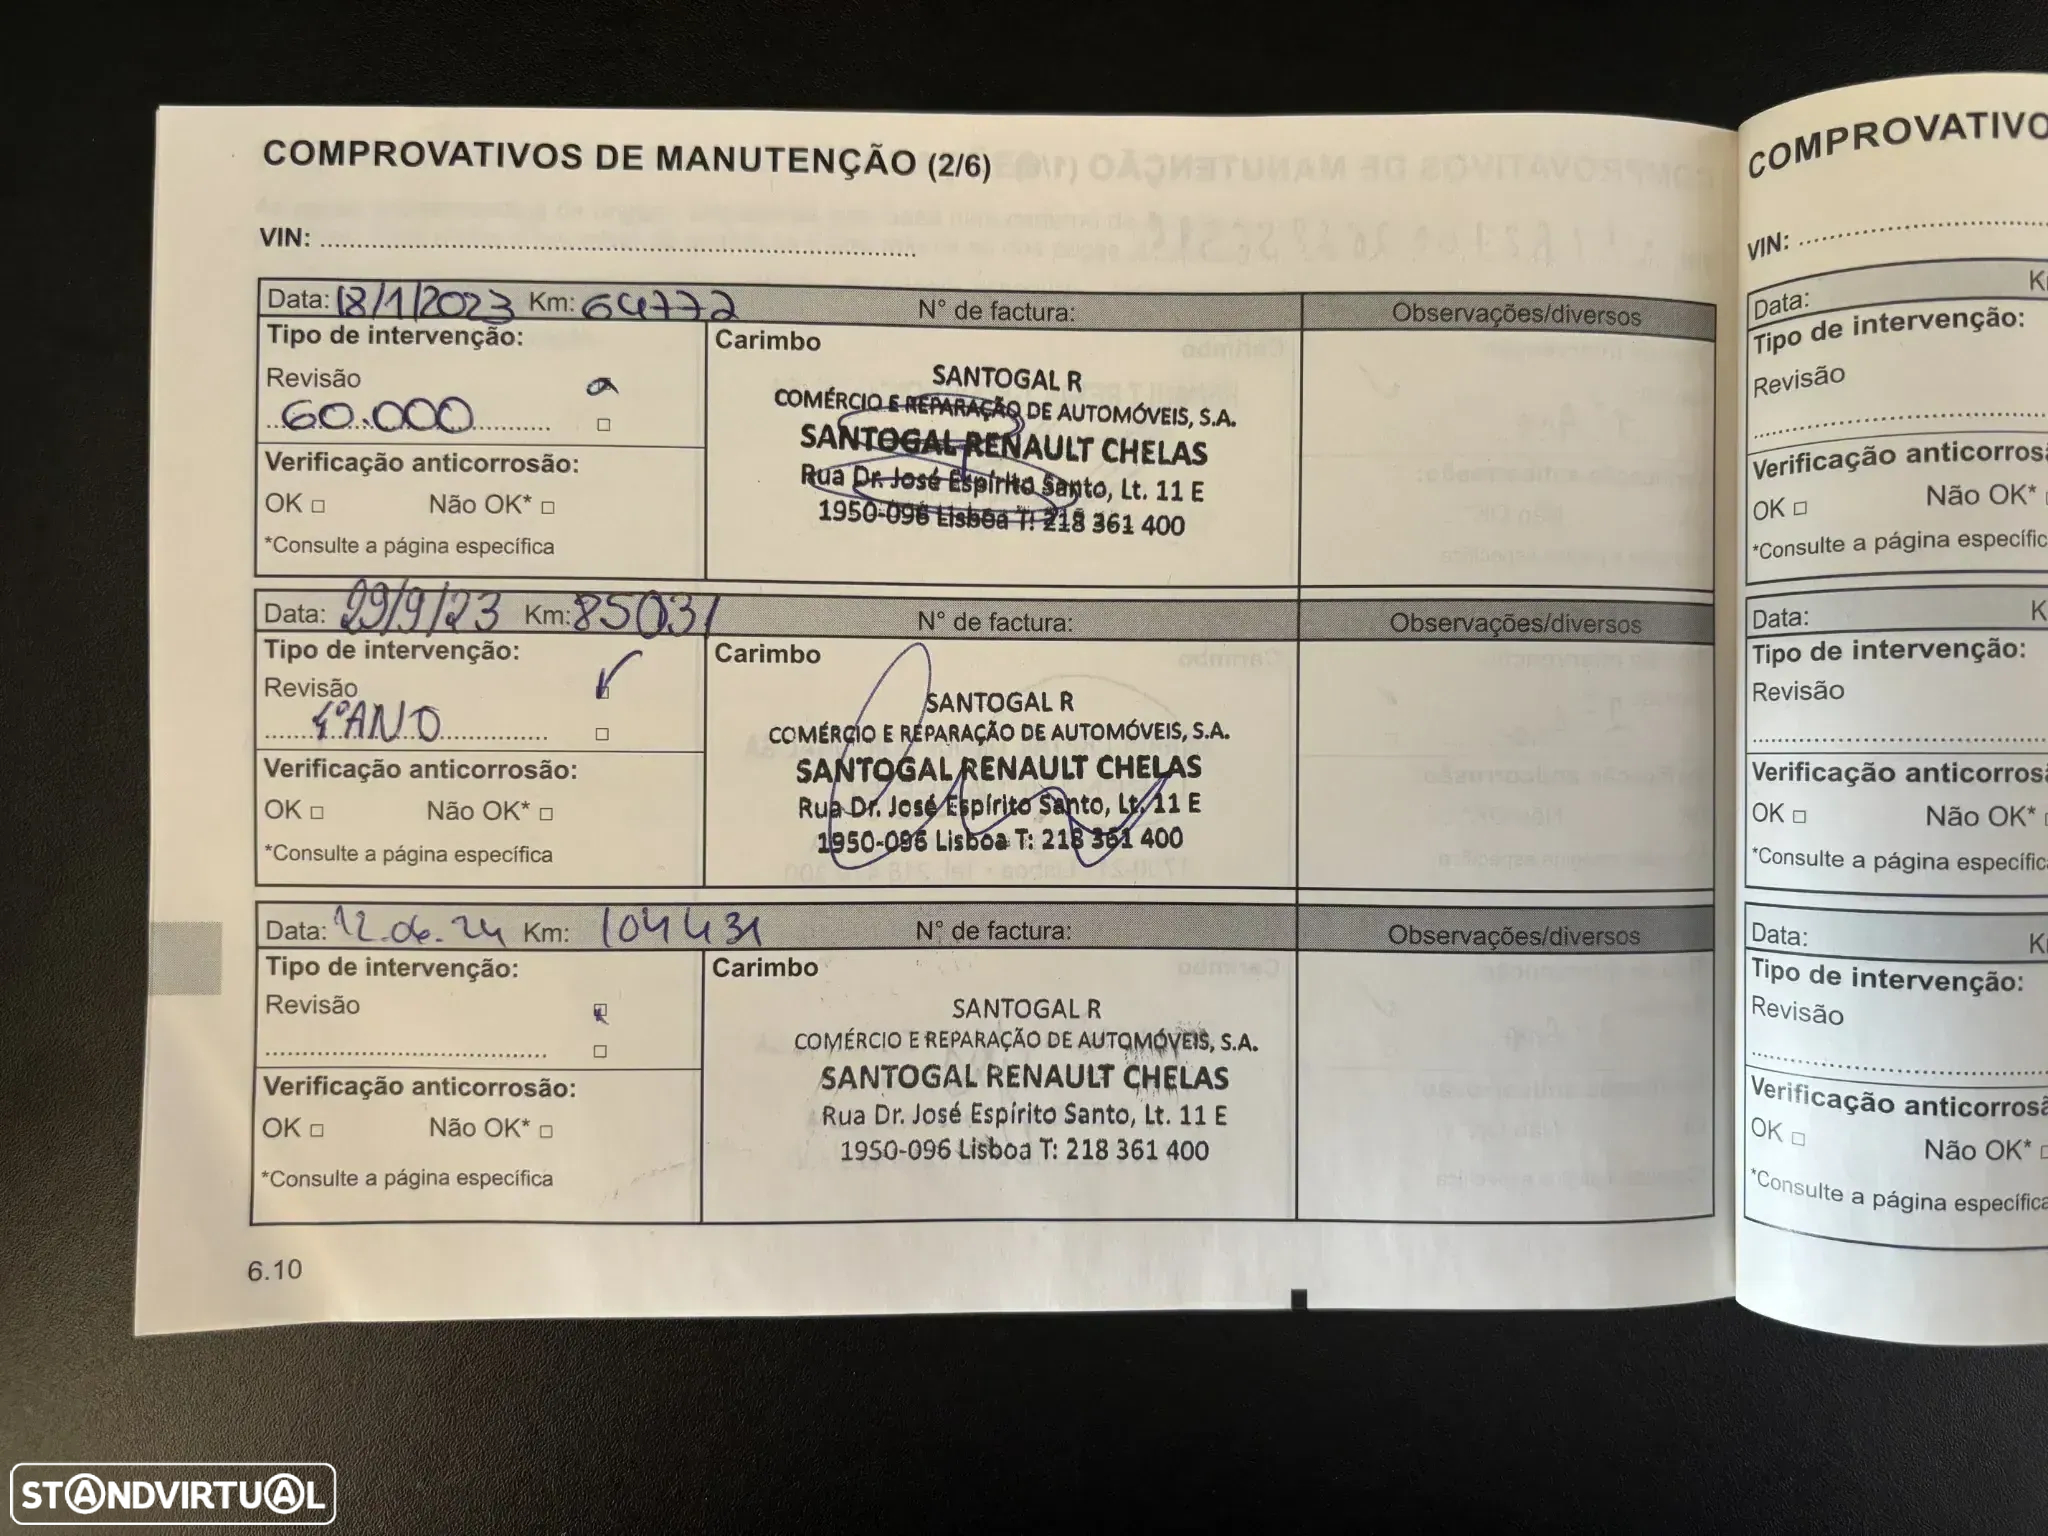 COMPROVATIVOS DE MANUTENÇÃO (2/6)
VIN:
Data: 18/1/2023 Km: 64772 N° de factura: Observações/diversos
Tipo de intervenção:
Revisão
60.000
Verificação anticorrosão:
OK □ Não OK* □
*Consulte a página específica
Carimbo
SANTOGAL R
COMÉRCIO E REPARAÇÃO DE AUTOMÓVEIS, S.A.
SANTOGAL RENAULT CHELAS
Rua Dr. José Espírito Santo, Lt. 11 E
1950-096 Lisboa T: 218 361 400
Data: 29/9/23 Km: 85031 N° de factura: Observações/diversos
Tipo de intervenção:
Revisão
4º ANO
Verificação anticorrosão:
OK □ Não OK* □
*Consulte a página específica
Carimbo
SANTOGAL R
COMÉRCIO E REPARAÇÃO DE AUTOMÓVEIS, S.A.
SANTOGAL RENAULT CHELAS
Rua Dr. José Espírito Santo, Lt. 11 E
1950-096 Lisboa T: 218 361 400
Data: 12.06.24 Km: 104431 N° de factura: Observações/diversos
Tipo de intervenção:
Revisão
Verificação anticorrosão:
OK □ Não OK* □
*Consulte a página específica
Carimbo
SANTOGAL R
COMÉRCIO E REPARAÇÃO DE AUTOMÓVEIS, S.A.
SANTOGAL RENAULT CHELAS
Rua Dr. José Espírito Santo, Lt. 11 E
1950-096 Lisboa T: 218 361 400
6.10
COMPROVATIVO
VIN:
Data: K
Tipo de intervenção:
Revisão
Verificação anticorros
OK □ Não OK*
*Consulte a página específic
Data: K
Tipo de intervenção:
Revisão
Verificação anticorros
OK □ Não OK*
*Consulte a página específic
Data: K
Tipo de intervenção:
Revisão
Verificação anticorros
OK □ Não OK*
*Consulte a página específica
STANDVIRTUAL